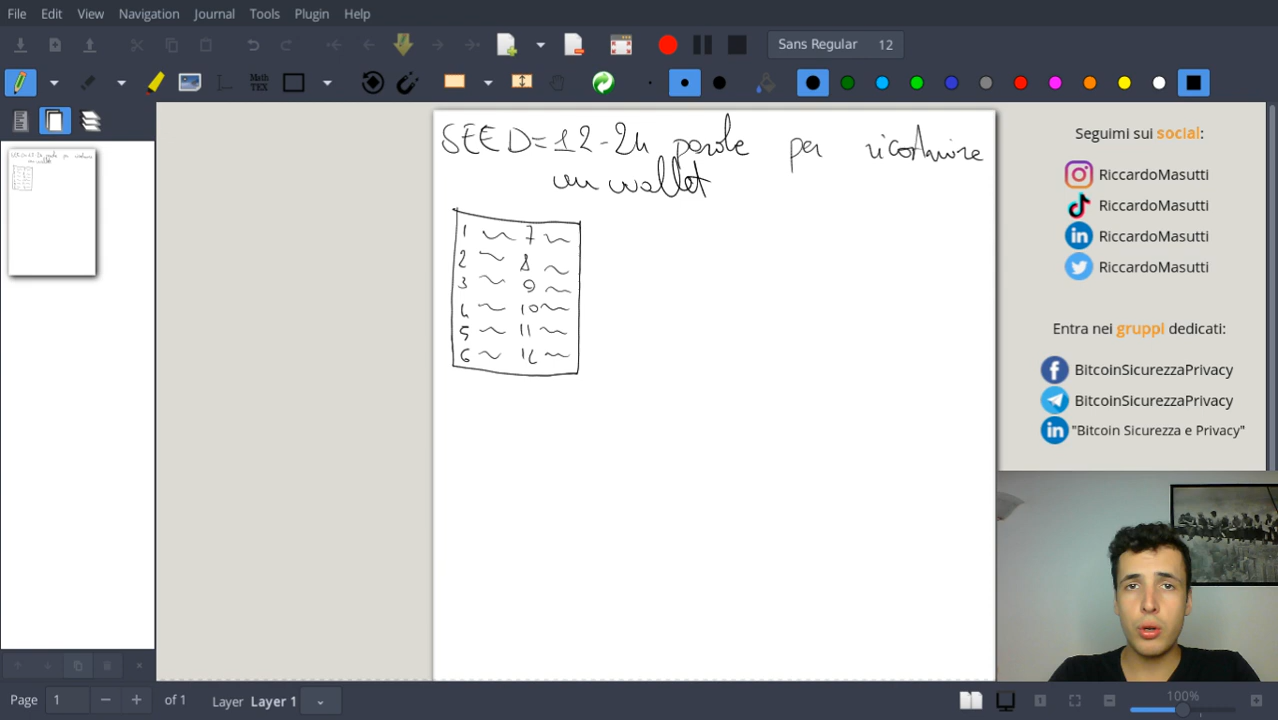 File Edit View Navigation Journal Tools Plugin Help
Sans Regular 12
Math TEX
SEED=12-24 parole per ricostruire
un wallet
1 7
2 8
3 9
4 10
5 11
6 12
Seguimi sui social:
RiccardoMasutti
RiccardoMasutti
RiccardoMasutti
RiccardoMasutti
Entra nei gruppi dedicati:
BitcoinSicurezzaPrivacy
BitcoinSicurezzaPrivacy
"Bitcoin Sicurezza e Privacy"
Page 1 of 1 Layer Layer 1 100%